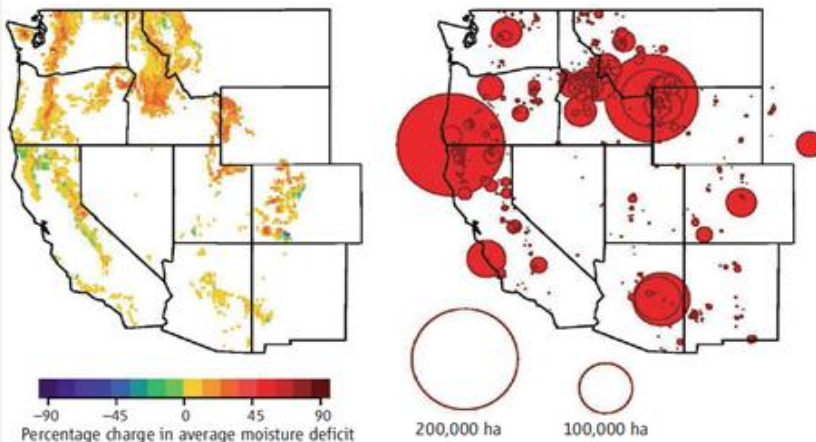 −90 −45 0 45 90
Percentage charge in average moisture deficit
200,000 ha 100,000 ha